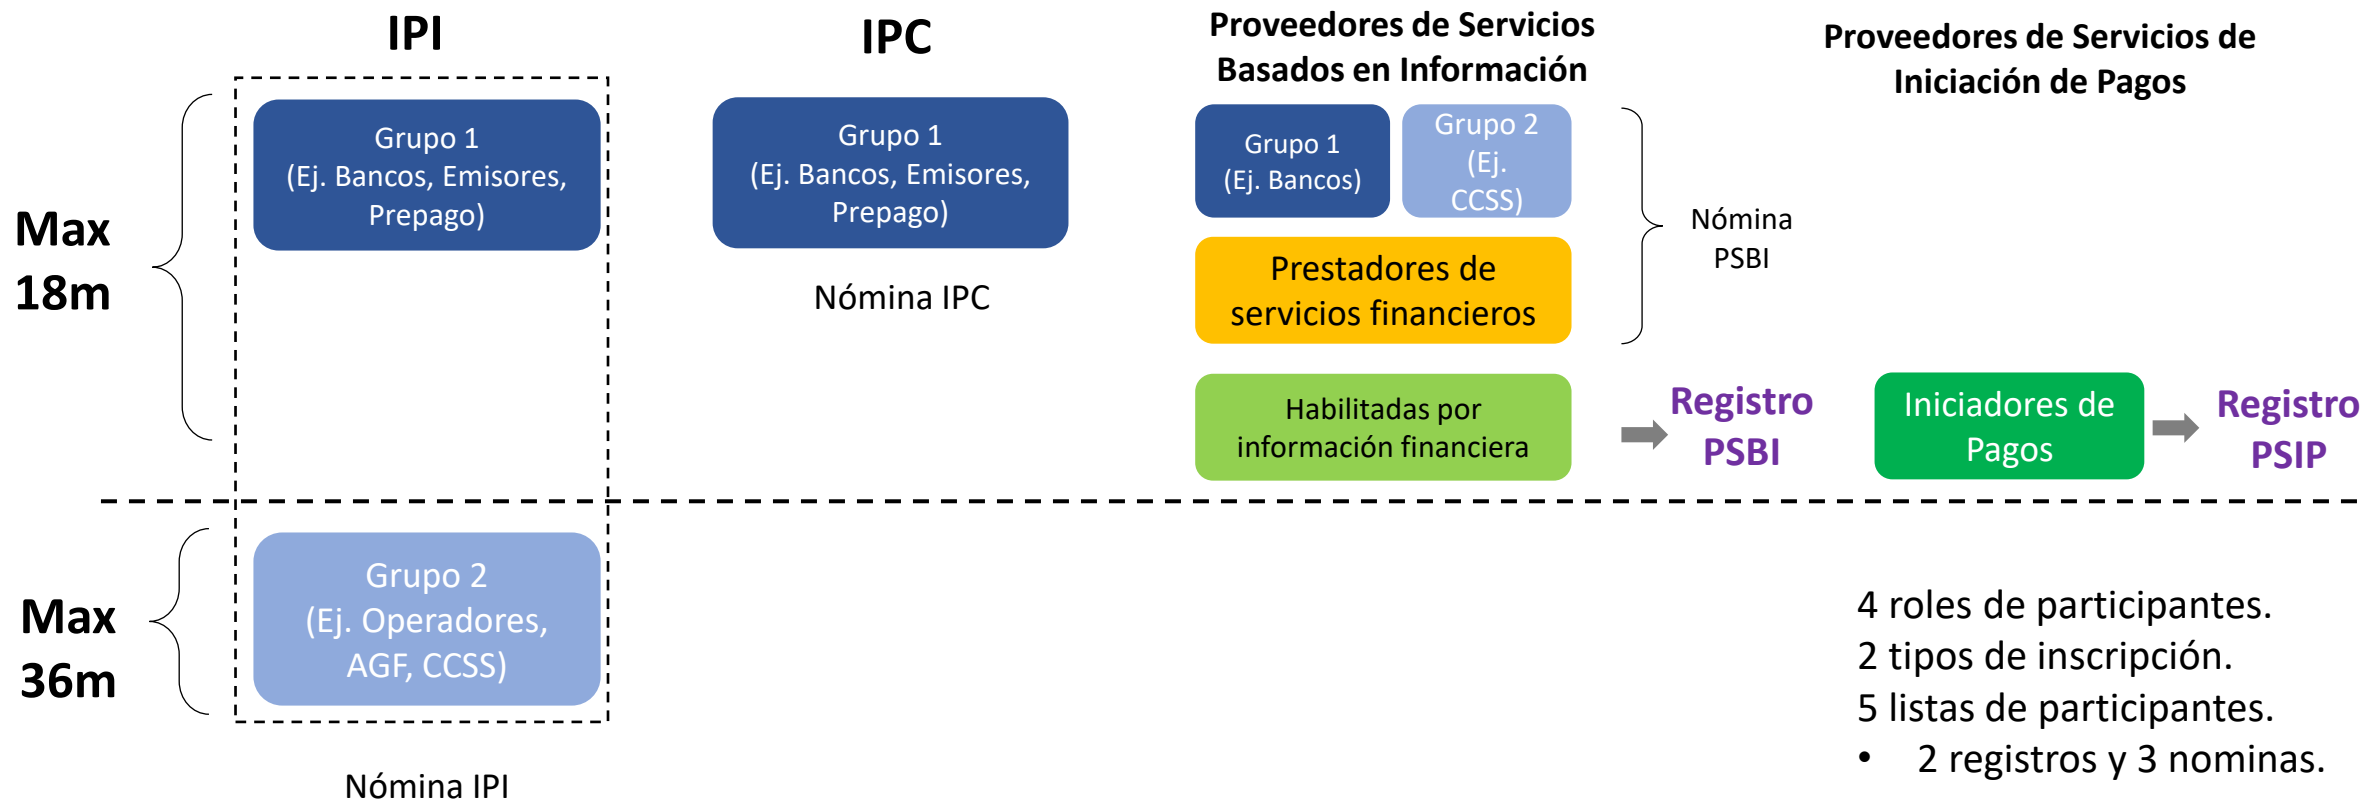 IPI
IPC
Proveedores de Servicios
Basados en Información
Proveedores de Servicios de
Iniciación de Pagos
Max
18m
Grupo 1
(Ej. Bancos, Emisores,
Prepago)
Grupo 1
(Ej. Bancos, Emisores,
Prepago)
Nómina IPC
Grupo 1
(Ej. Bancos)
Grupo 2
(Ej.
CCSS)
Prestadores de
servicios financieros
Nómina
PSBI
Habilitadas por
información financiera
Registro
PSBI
Iniciadores de
Pagos
Registro
PSIP
Max
36m
Grupo 2
(Ej. Operadores,
AGF, CCSS)
Nómina IPI
4 roles de participantes.
2 tipos de inscripción.
5 listas de participantes.
• 2 registros y 3 nominas.